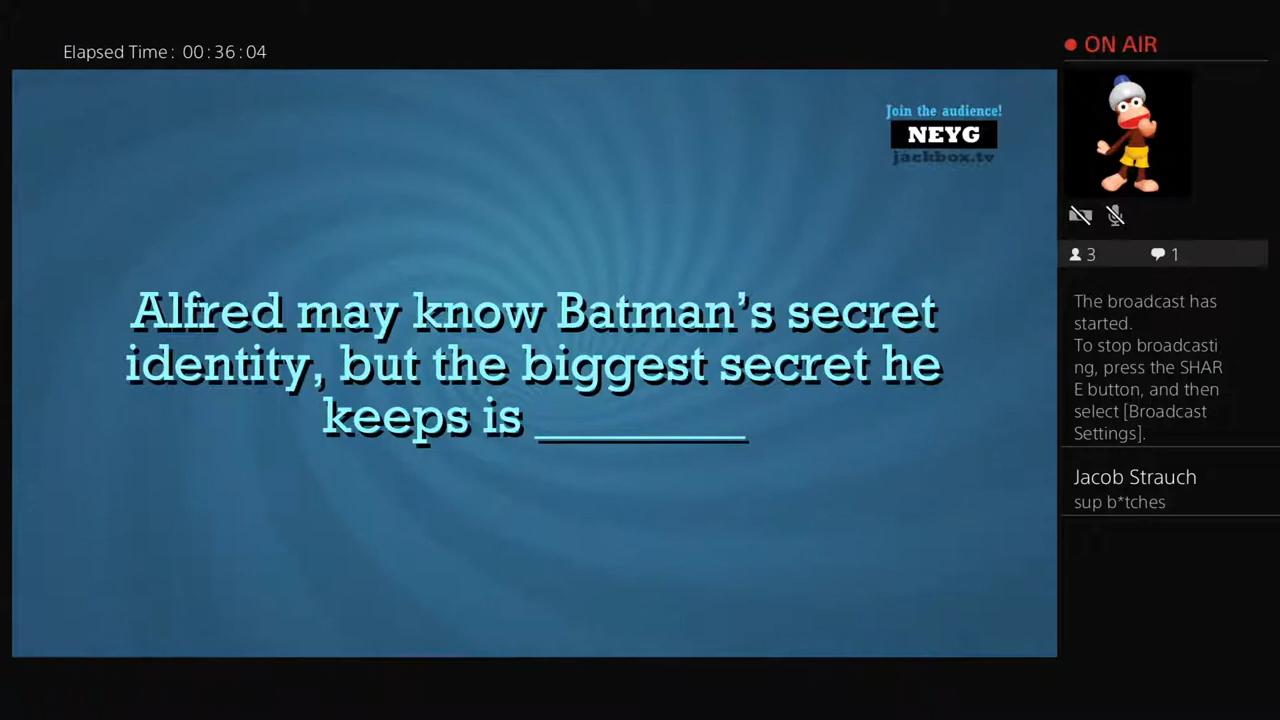 Elapsed Time: 00:36:04
ON AIR
Join the audience!
NEYG
jackbox.tv
Alfred may know Batman's secret
identity, but the biggest secret he
keeps is ________
3
1
The broadcast has
started.
To stop broadcasti
ng, press the SHAR
E button, and then
select [Broadcast
Settings].
Jacob Strauch
sup b*tches